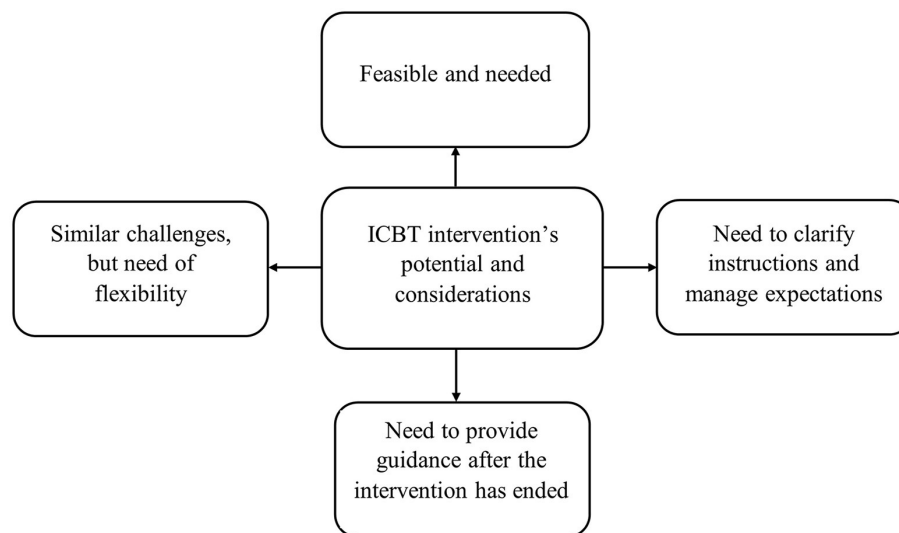 Feasible and needed
Similar challenges,
but need of
flexibility
ICBT intervention’s
potential and
considerations
Need to clarify
instructions and
manage expectations
Need to provide
guidance after the
intervention has ended